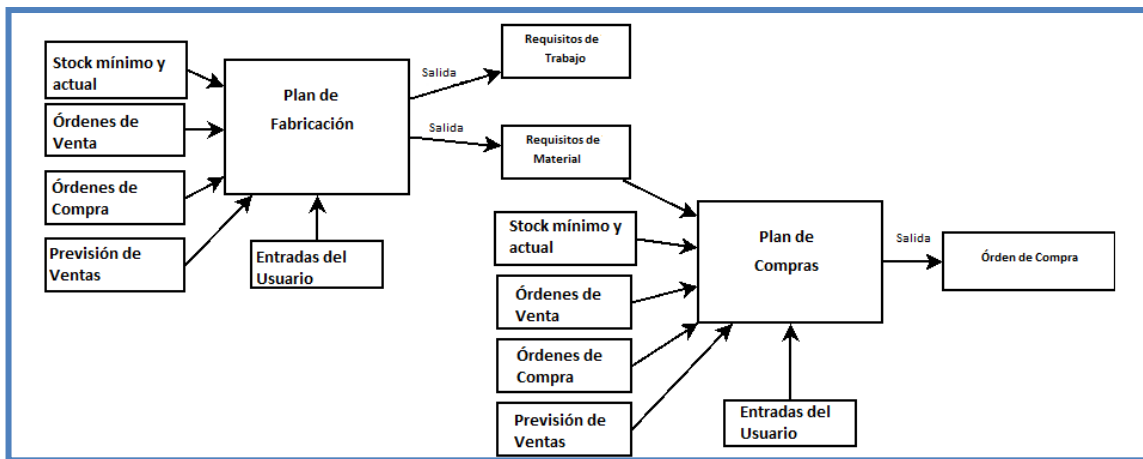 Stock mínimo y
actual
Órdenes de
Venta
Órdenes de
Compra
Previsión de
Ventas
Plan de
Fabricación
Entradas del
Usuario
Salida
Salida
Requisitos de
Trabajo
Requisitos de
Material
Stock mínimo y
actual
Órdenes de
Venta
Órdenes de
Compra
Previsión de
Ventas
Plan de
Compras
Entradas del
Usuario
Salida
Órden de Compra